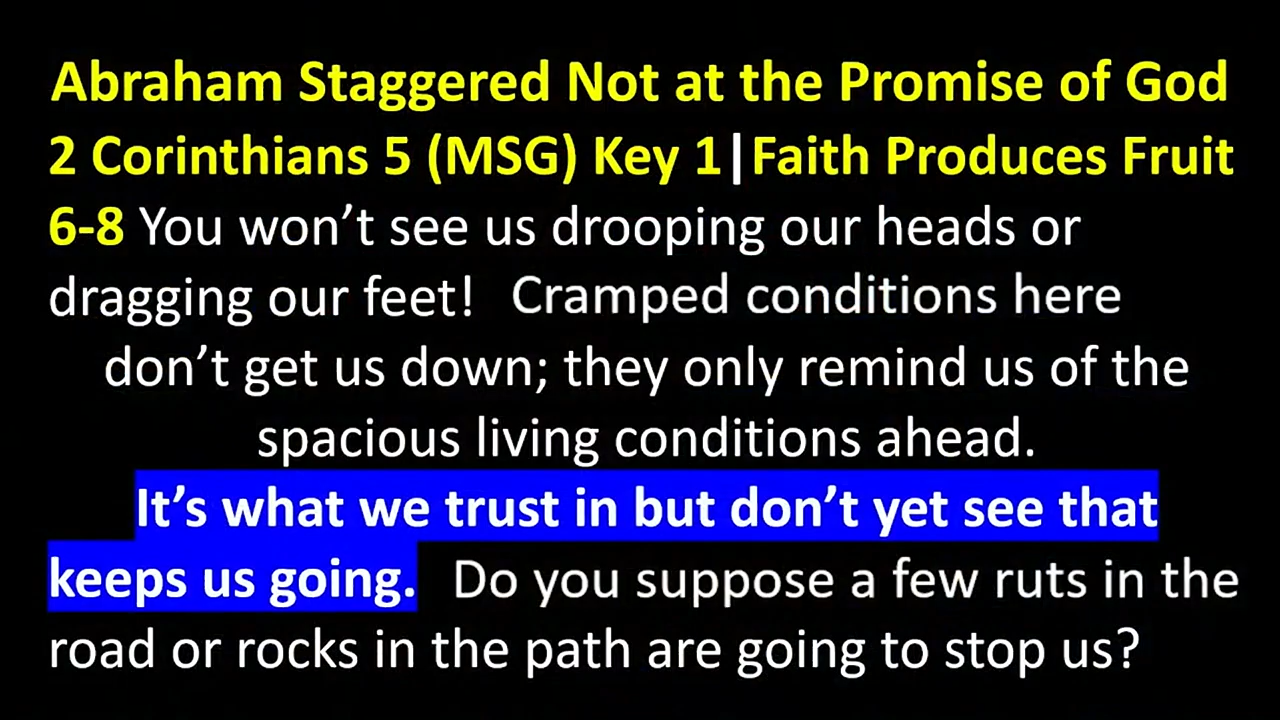 Abraham Staggered Not at the Promise of God
2 Corinthians 5 (MSG) Key 1|Faith Produces Fruit
6-8 You won’t see us drooping our heads or
dragging our feet! Cramped conditions here
don’t get us down; they only remind us of the
spacious living conditions ahead.
It’s what we trust in but don’t yet see that
keeps us going. Do you suppose a few ruts in the
road or rocks in the path are going to stop us?